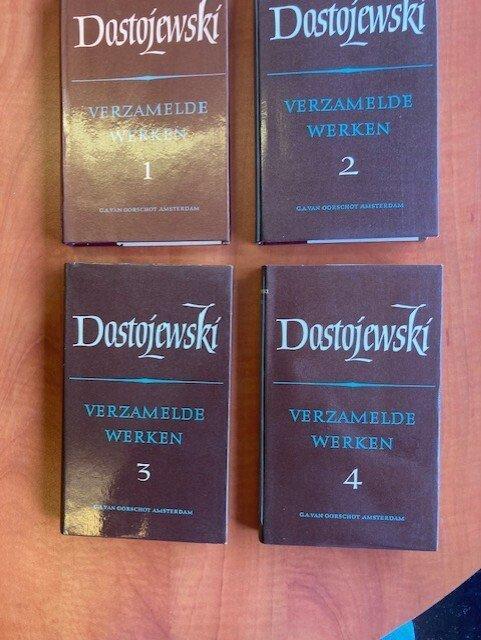 Dostojewski
VERZAMELDE
WERKEN
1
G.A.VAN OORSCHOT AMSTERDAM
Dostojewski
VERZAMELDE
WERKEN
2
G.A.VAN OORSCHOT AMSTERDAM
Dostojewski
VERZAMELDE
WERKEN
3
G.A.VAN OORSCHOT AMSTERDAM
Dostojewski
VERZAMELDE
WERKEN
4
G.A.VAN OORSCHOT AMSTERDAM